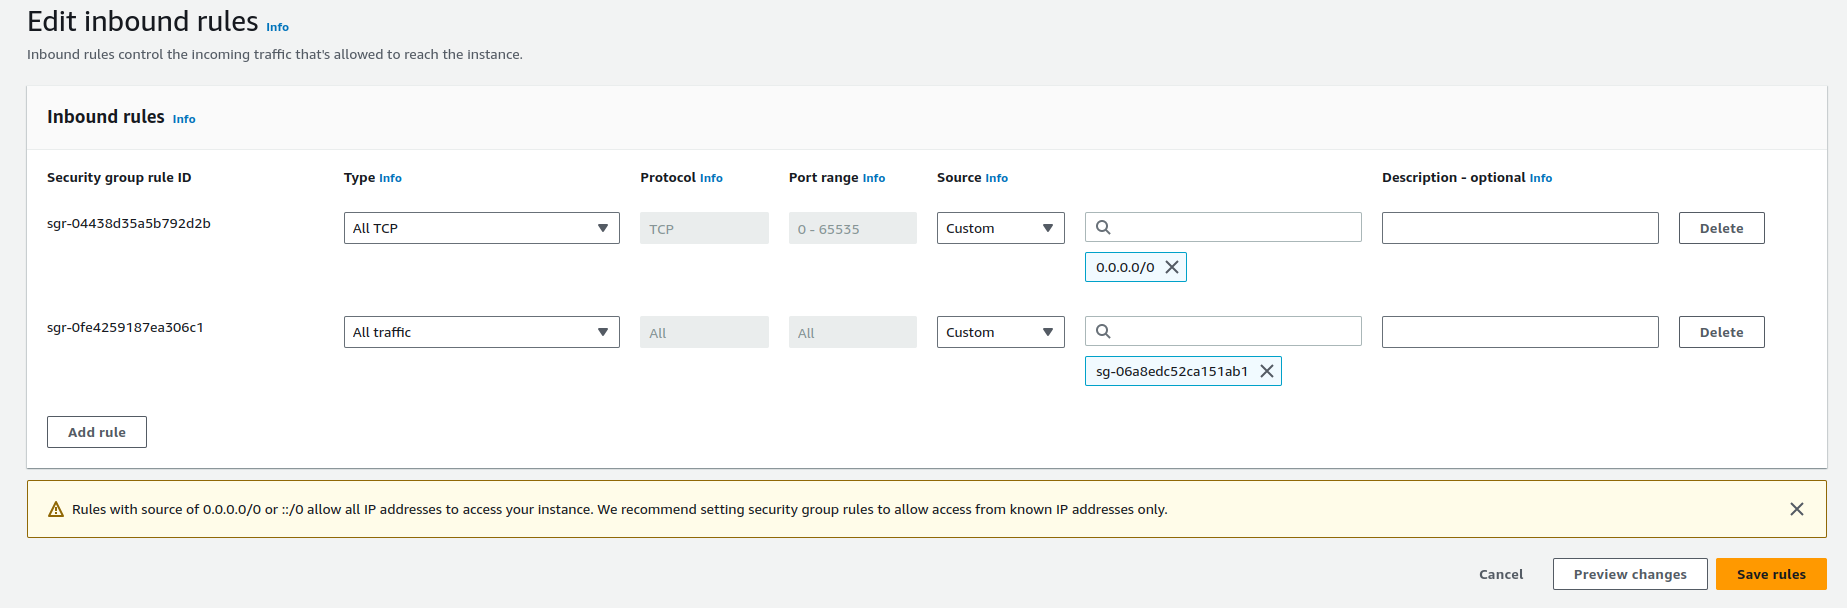 Edit inbound rules Info
Inbound rules control the incoming traffic that's allowed to reach the instance.
Inbound rules Info
Security group rule ID Type Info Protocol Info Port range Info Source Info Description - optional Info
sgr-04438d35a5b792d2b All TCP TCP 0 - 65535 Custom Delete
0.0.0.0/0
sgr-0fe4259187ea306c1 All traffic All All Custom Delete
sg-06a8edc52ca151ab1
Add rule
Rules with source of 0.0.0.0/0 or ::/0 allow all IP addresses to access your instance. We recommend setting security group rules to allow access from known IP addresses only.
Cancel Preview changes Save rules